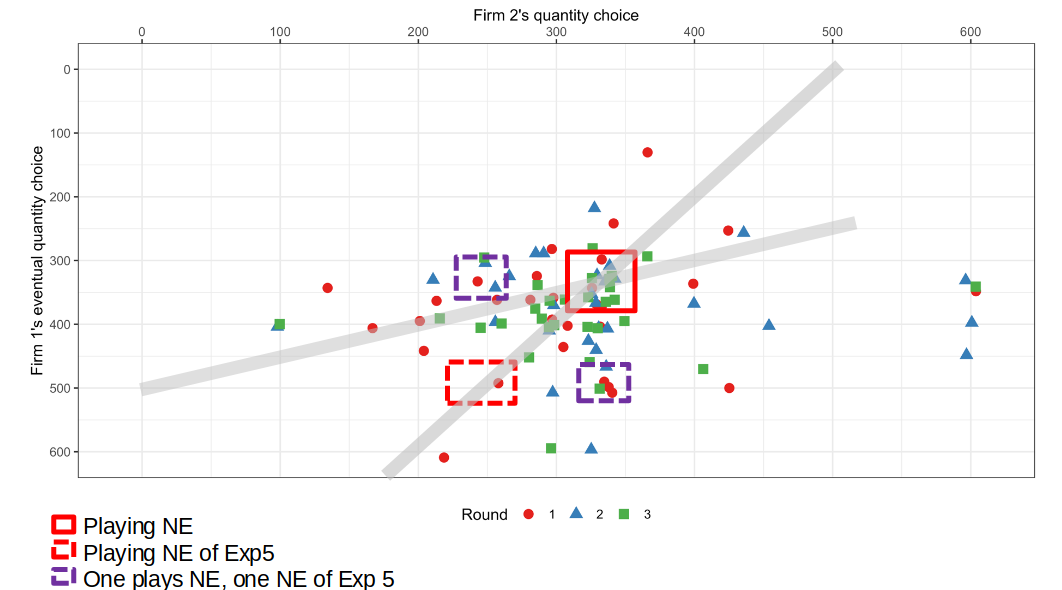 Firm 2's quantity choice
0 100 200 300 400 500 600
Firm 1's eventual quantity choice
0
100
200
300
400
500
600
Round 1 2 3
Playing NE
Playing NE of Exp5
One plays NE, one NE of Exp 5